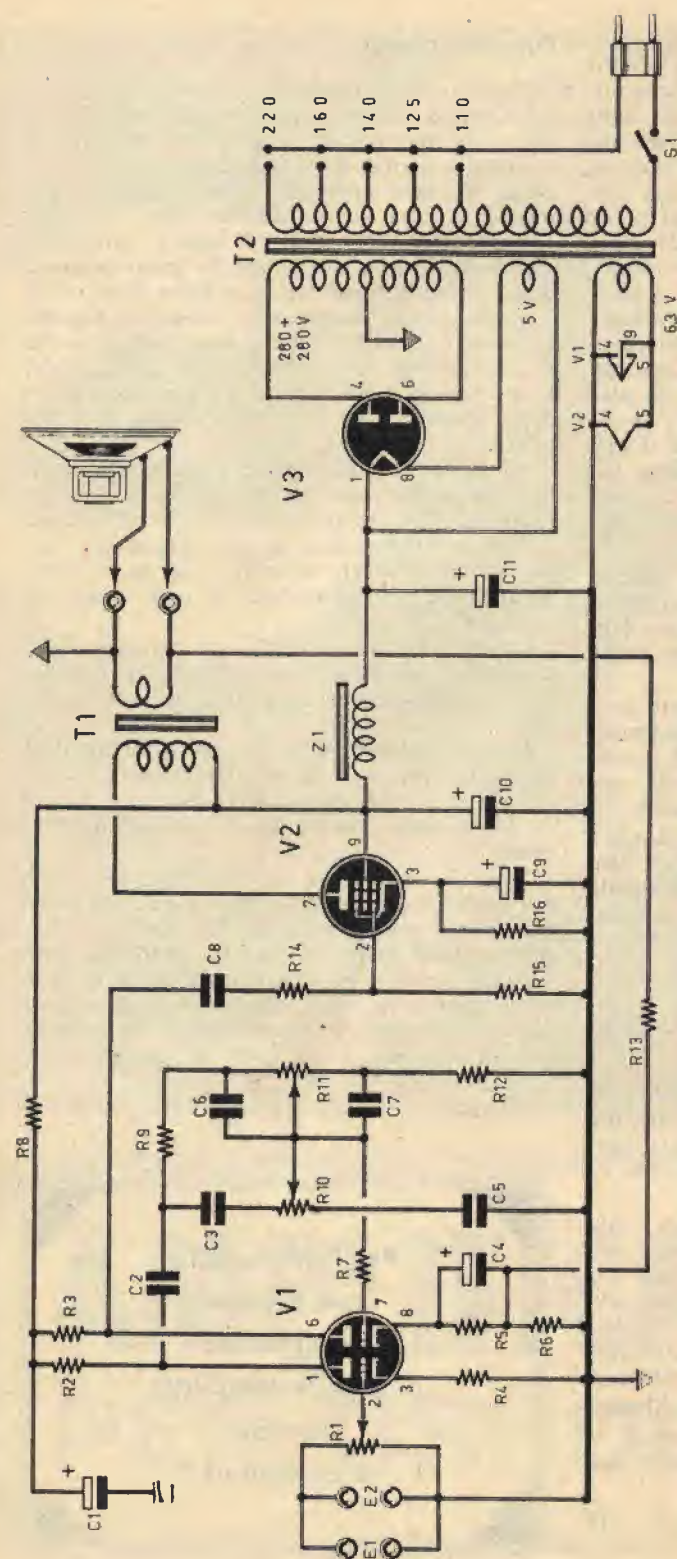 R8
C1
R2
R3
C2
R9
C3
C6
R10
R11
C7
C8
R14
T1
V1
1
6
2
7
3
8
R7
R1
E1
E2
R4
R5
R6
C4
C5
R12
R15
R16
C9
C10
V2
7
9
2
3
Z1
C11
V3
4
6
1
8
T2
280+
280V
5 V
220
160
140
125
110
S1
V2
4
5
V1
4
9
5
6.3 V
R13